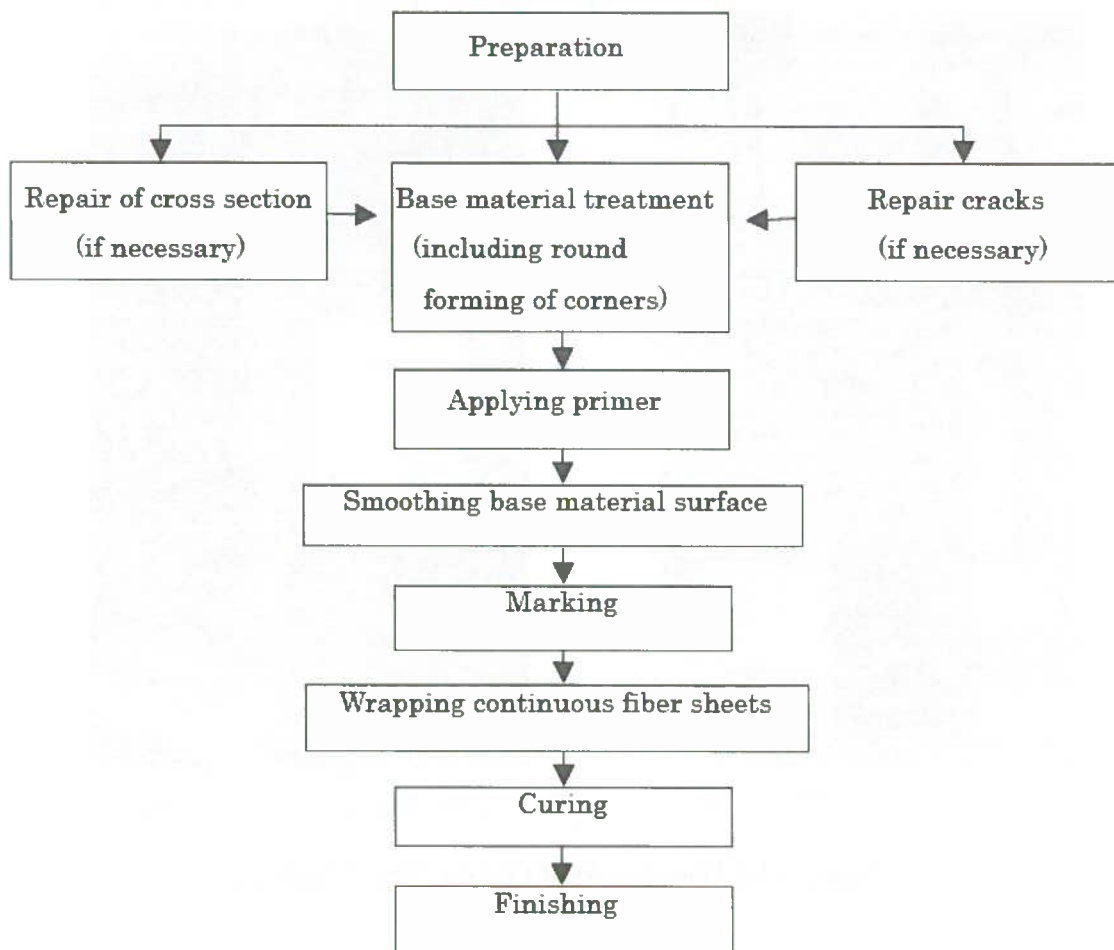 Preparation
Repair of cross section
(if necessary)
Base material treatment
(including round
forming of corners)
Repair cracks
(if necessary)
Applying primer
Smoothing base material surface
Marking
Wrapping continuous fiber sheets
Curing
Finishing